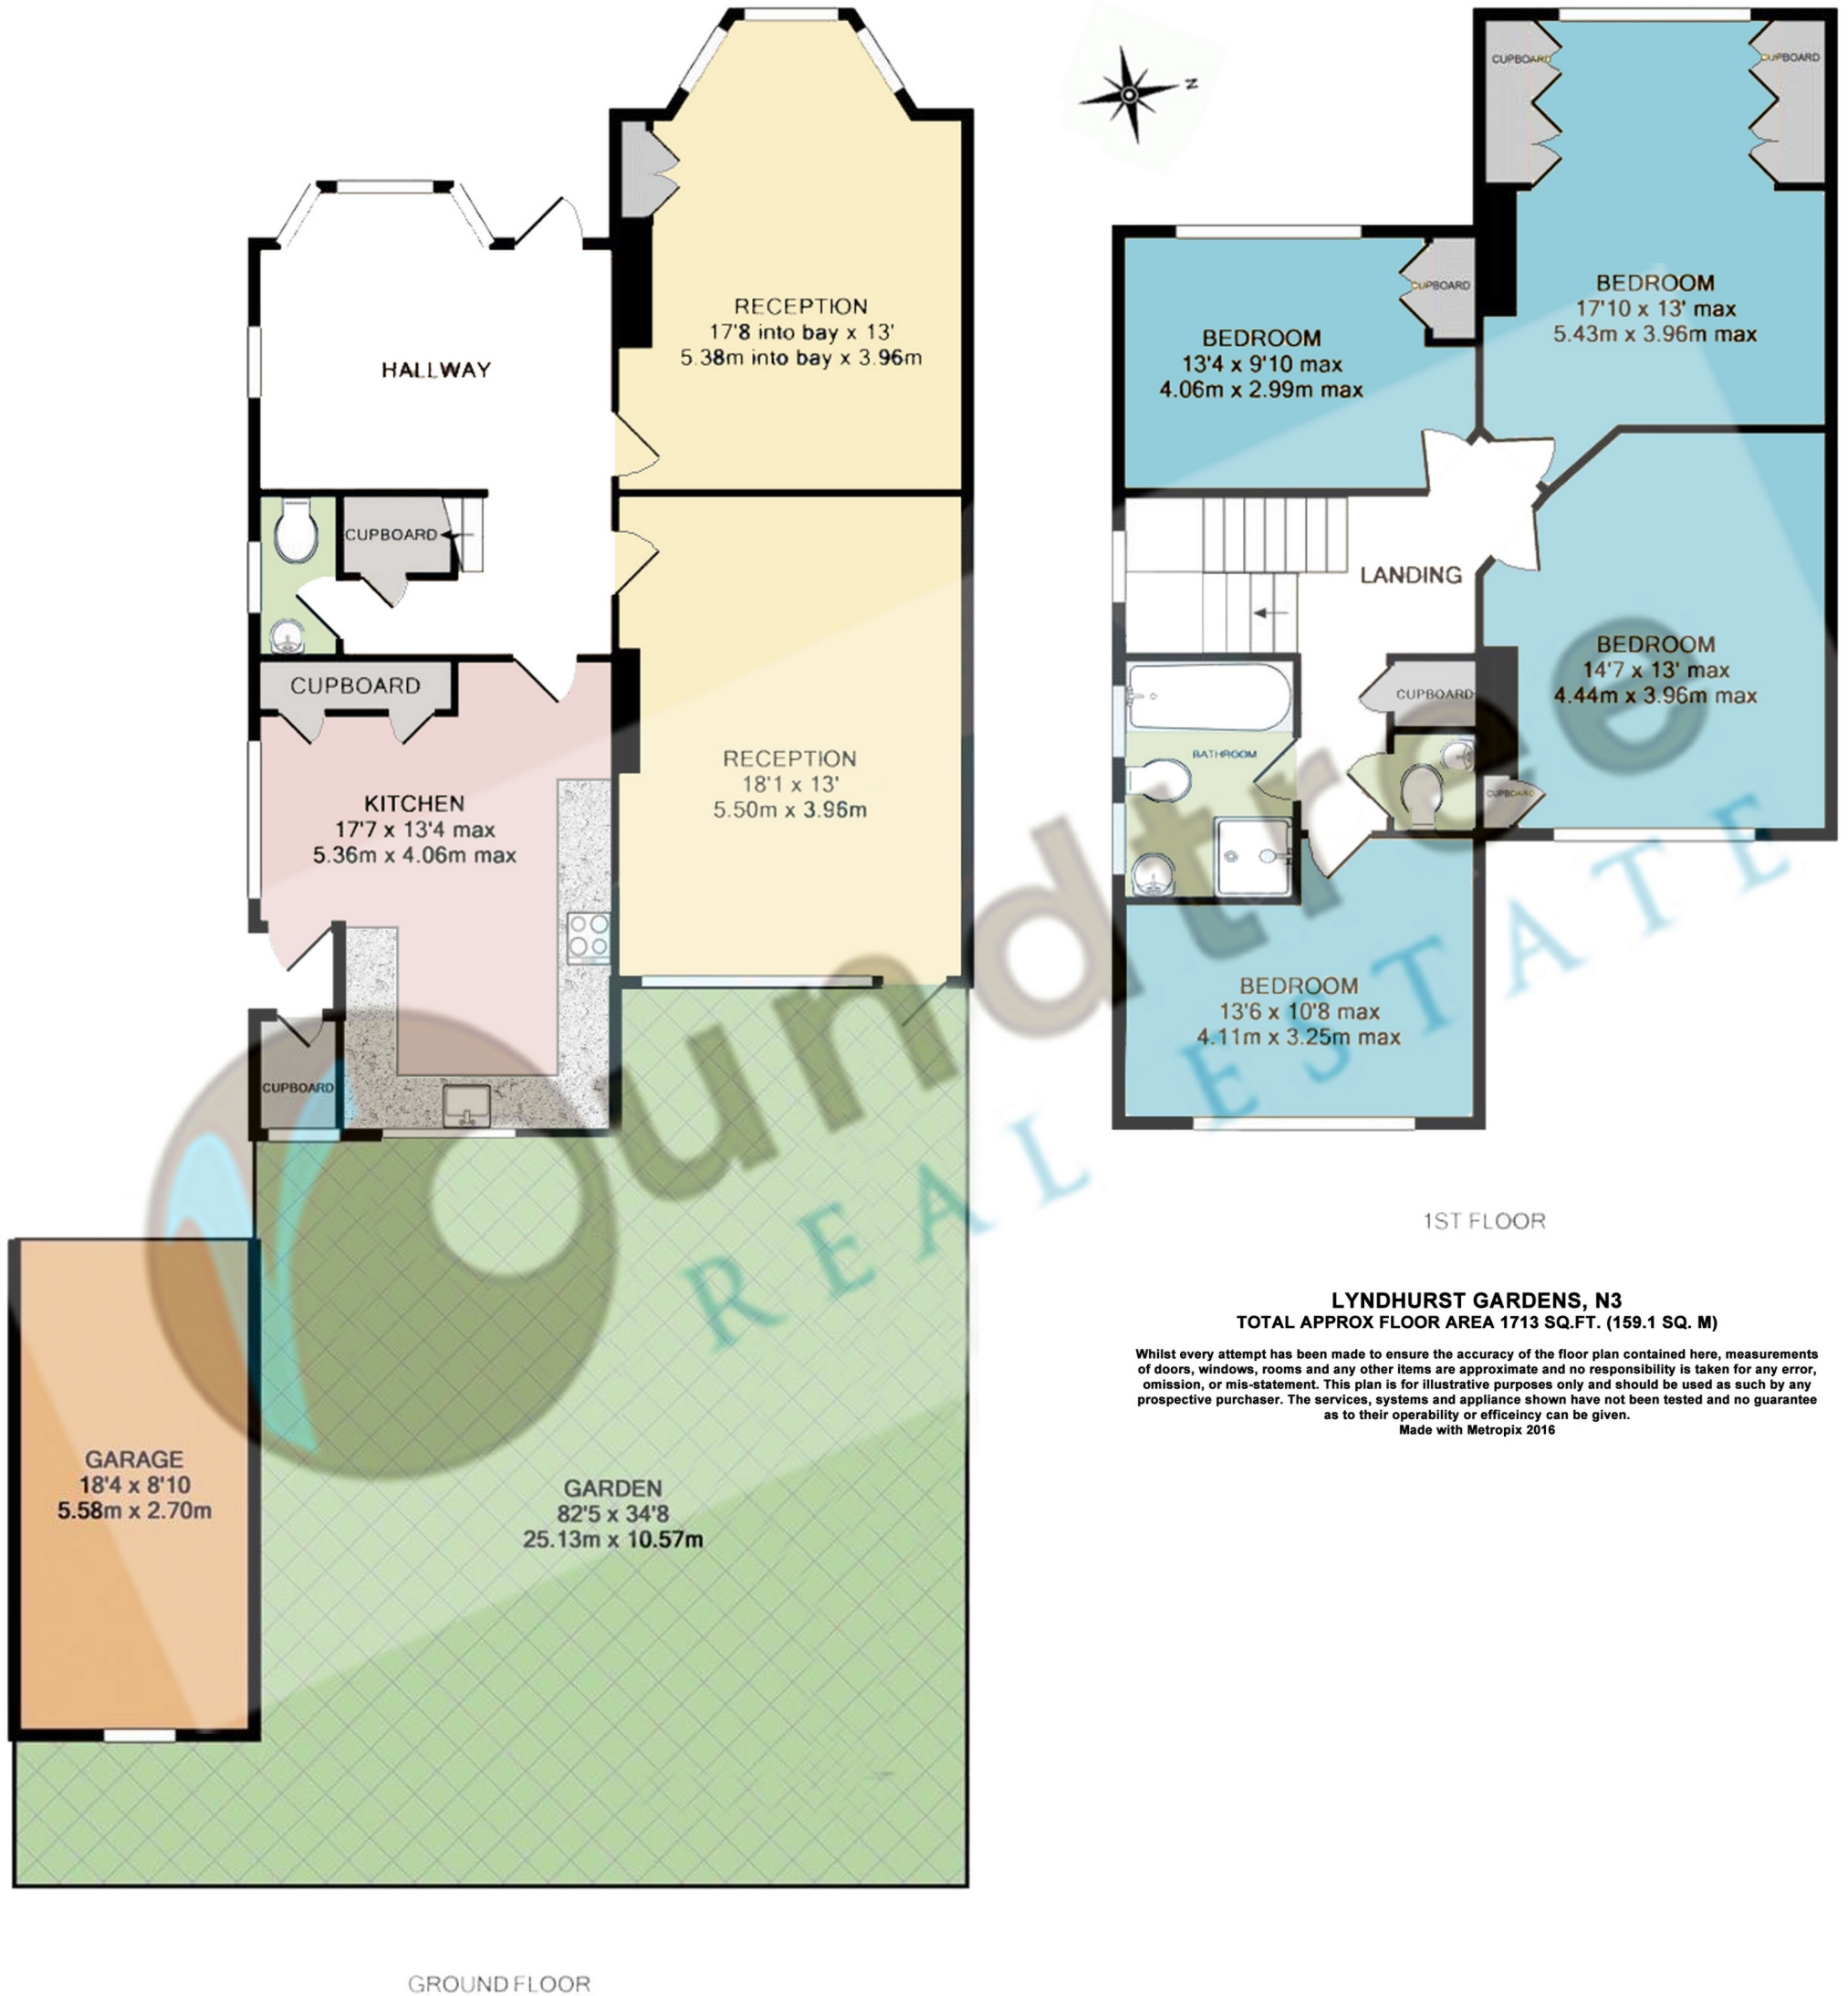 N
RECEPTION
17'8 into bay x 13'
5.38m into bay x 3.96m
HALLWAY
CUPBOARD
RECEPTION
18'1 x 13'
5.50m x 3.96m
CUPBOARD
KITCHEN
17'7 x 13'4 max
5.36m x 4.06m max
CUPBOARD
GARAGE
18'4 x 8'10
5.58m x 2.70m
GARDEN
82'5 x 34'8
25.13m x 10.57m
GROUND FLOOR
CUPBOARD
CUPBOARD
BEDROOM
17'10 x 13' max
5.43m x 3.96m max
CUPBOARD
BEDROOM
13'4 x 9'10 max
4.06m x 2.99m max
LANDING
BEDROOM
14'7 x 13' max
4.44m x 3.96m max
CUPBOARD
BATHROOM
CUPBOARD
BEDROOM
13'6 x 10'8 max
4.11m x 3.25m max
1ST FLOOR
oundtree
REAL ESTATE
LYNDHURST GARDENS, N3
TOTAL APPROX FLOOR AREA 1713 SQ.FT. (159.1 SQ. M)
Whilst every attempt has been made to ensure the accuracy of the floor plan contained here, measurements
of doors, windows, rooms and any other items are approximate and no responsibility is taken for any error,
omission, or mis-statement. This plan is for illustrative purposes only and should be used as such by any
prospective purchaser. The services, systems and appliance shown have not been tested and no guarantee
as to their operability or efficeincy can be given.
Made with Metropix 2016